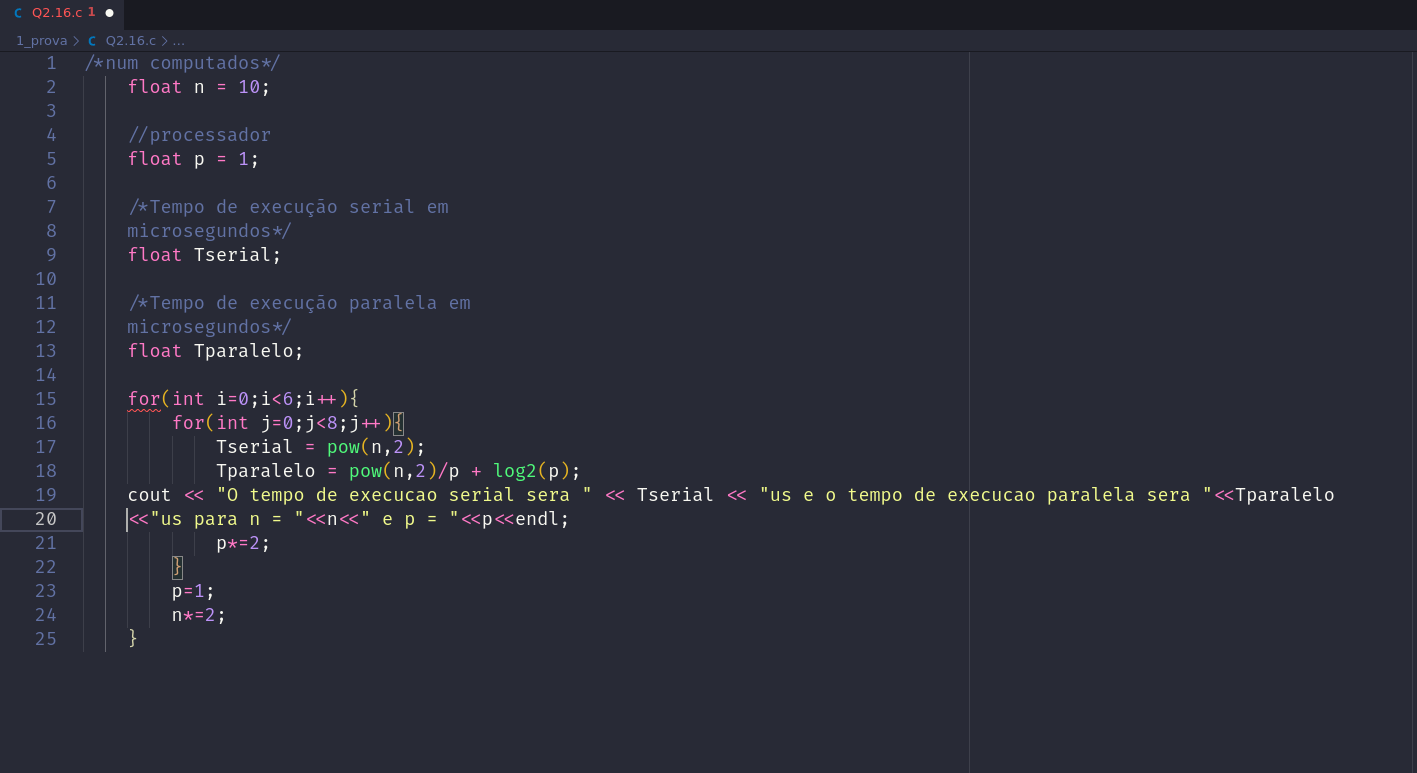 C Q2.16.c 1 ●
1_prova > C Q2.16.c > ...
1 /*num computados*/
2 float n = 10;
3
4 //processador
5 float p = 1;
6
7 /*Tempo de execução serial em
8 microsegundos*/
9 float Tserial;
10
11 /*Tempo de execução paralela em
12 microsegundos*/
13 float Tparalelo;
14
15 for(int i=0;i<6;i++){
16 for(int j=0;j<8;j++){
17 Tserial = pow(n,2);
18 Tparalelo = pow(n,2)/p + log2(p);
19 cout << "O tempo de execucao serial sera " << Tserial << "us e o tempo de execucao paralela sera "<<Tparalelo
20 <<"us para n = "<<n<<" e p = "<<p<<endl;
21 p*=2;
22 }
23 p=1;
24 n*=2;
25 }